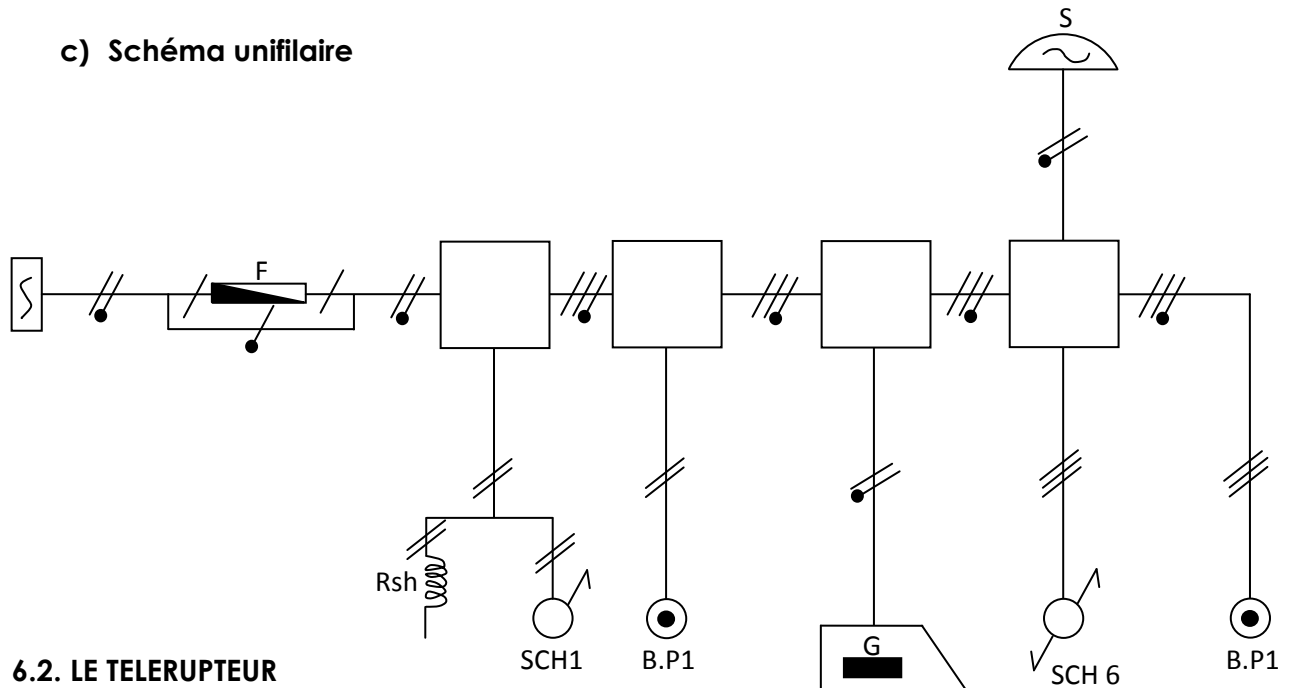 S
c) Schéma unifilaire
F
Rsh
SCH1
B.P1
G
SCH 6
B.P1
6.2. LE TELERUPTEUR